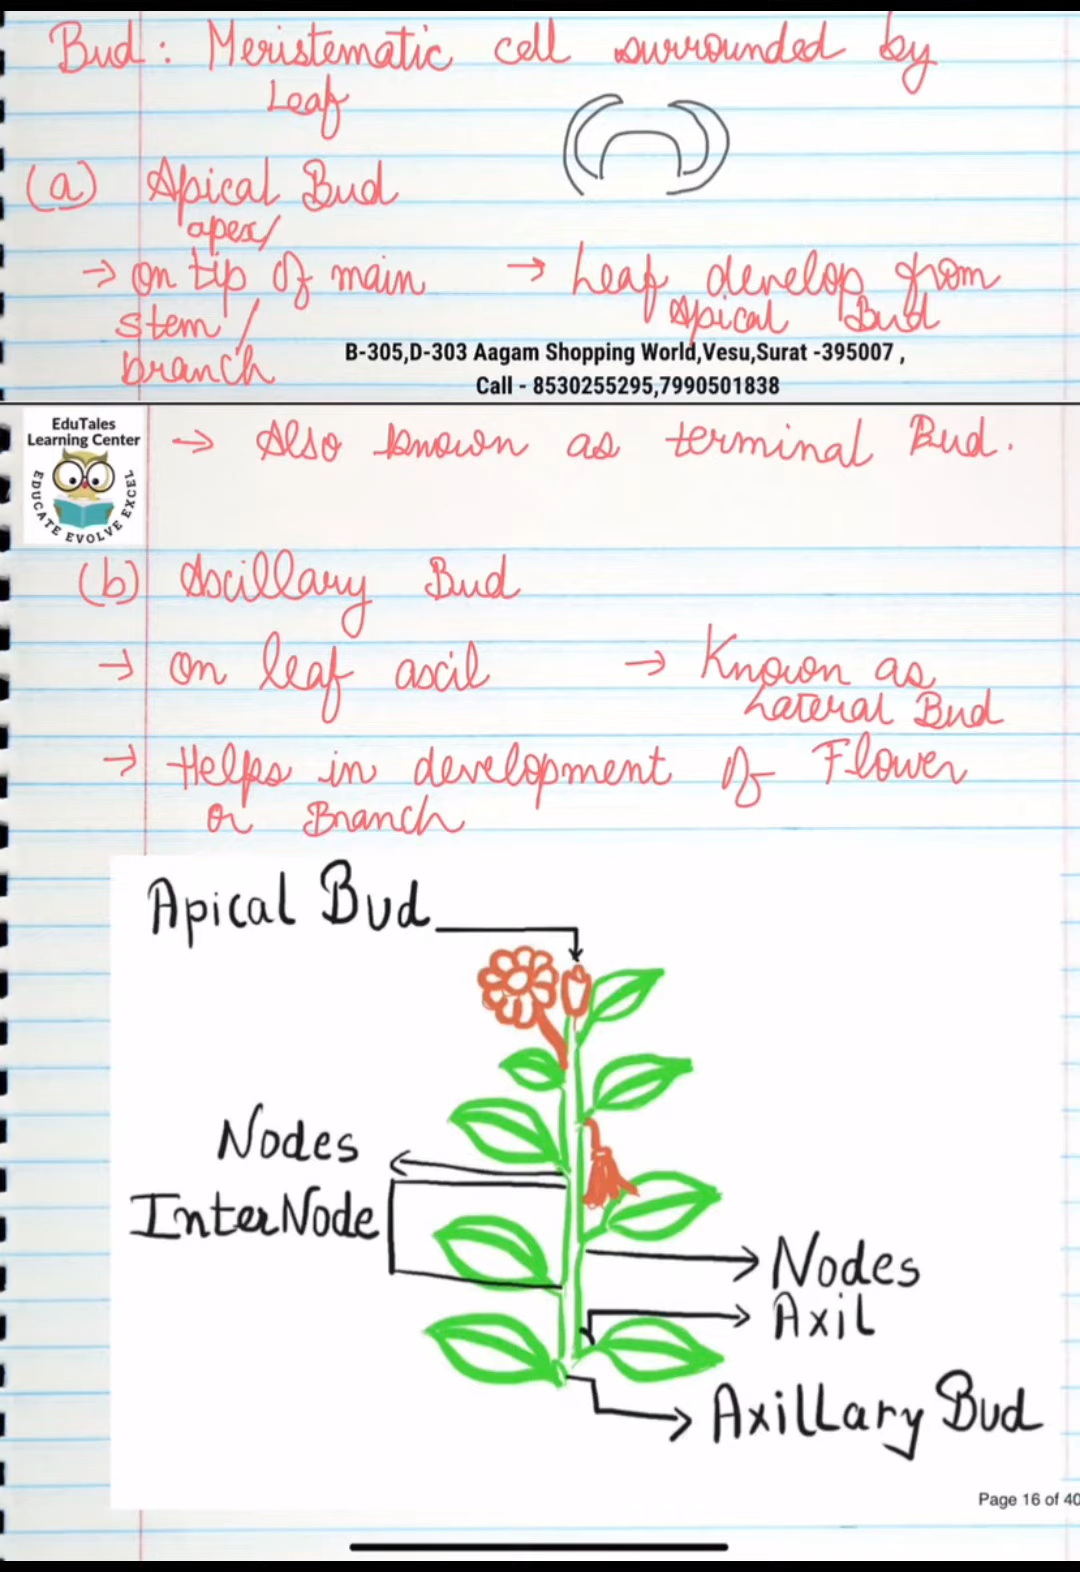 Bud : Meristematic cell surrounded by
Leaf
(a) Apical Bud
apex/
→ on tip of main
stem /
branch
→ Leaf develop from
Apical Bud
B-305,D-303 Aagam Shopping World,Vesu,Surat -395007 ,
Call - 8530255295,7990501838
EduTales
Learning Center
EDUCATE EVOLVE EXCEL
→ Also known as terminal Bud.
(b) Axillary Bud
→ On leaf axil
→ Known as
Lateral Bud
→ Helps in development of Flower
or Branch
Apical Bud
Nodes
InterNode
Nodes
Axil
Axillary Bud
Page 16 of 40